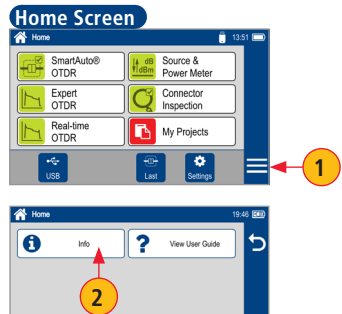 Home Screen
Home 13:51
SmartAuto® OTDR
Source & Power Meter
dB
dBm
Expert OTDR
Connector Inspection
Real-time OTDR
My Projects
USB
Last
Settings
1
Home 19:46
Info
View User Guide
2